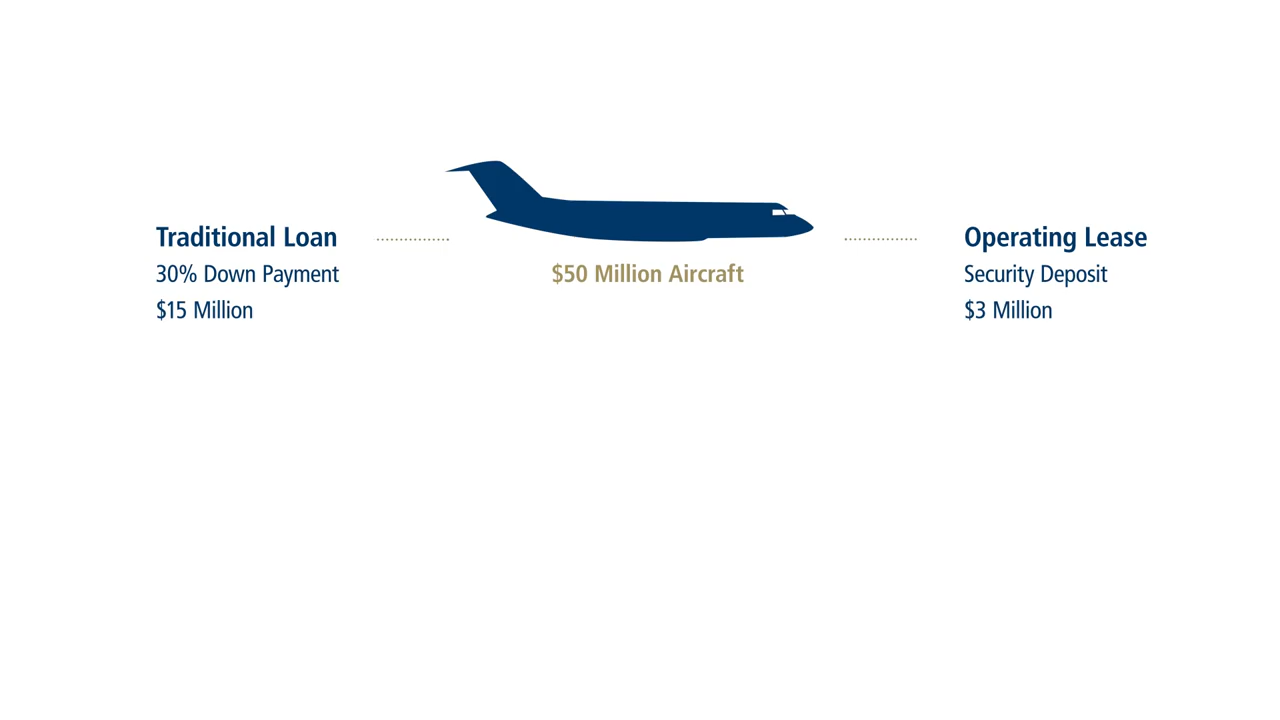 Traditional Loan
30% Down Payment
$15 Million
$50 Million Aircraft
Operating Lease
Security Deposit
$3 Million